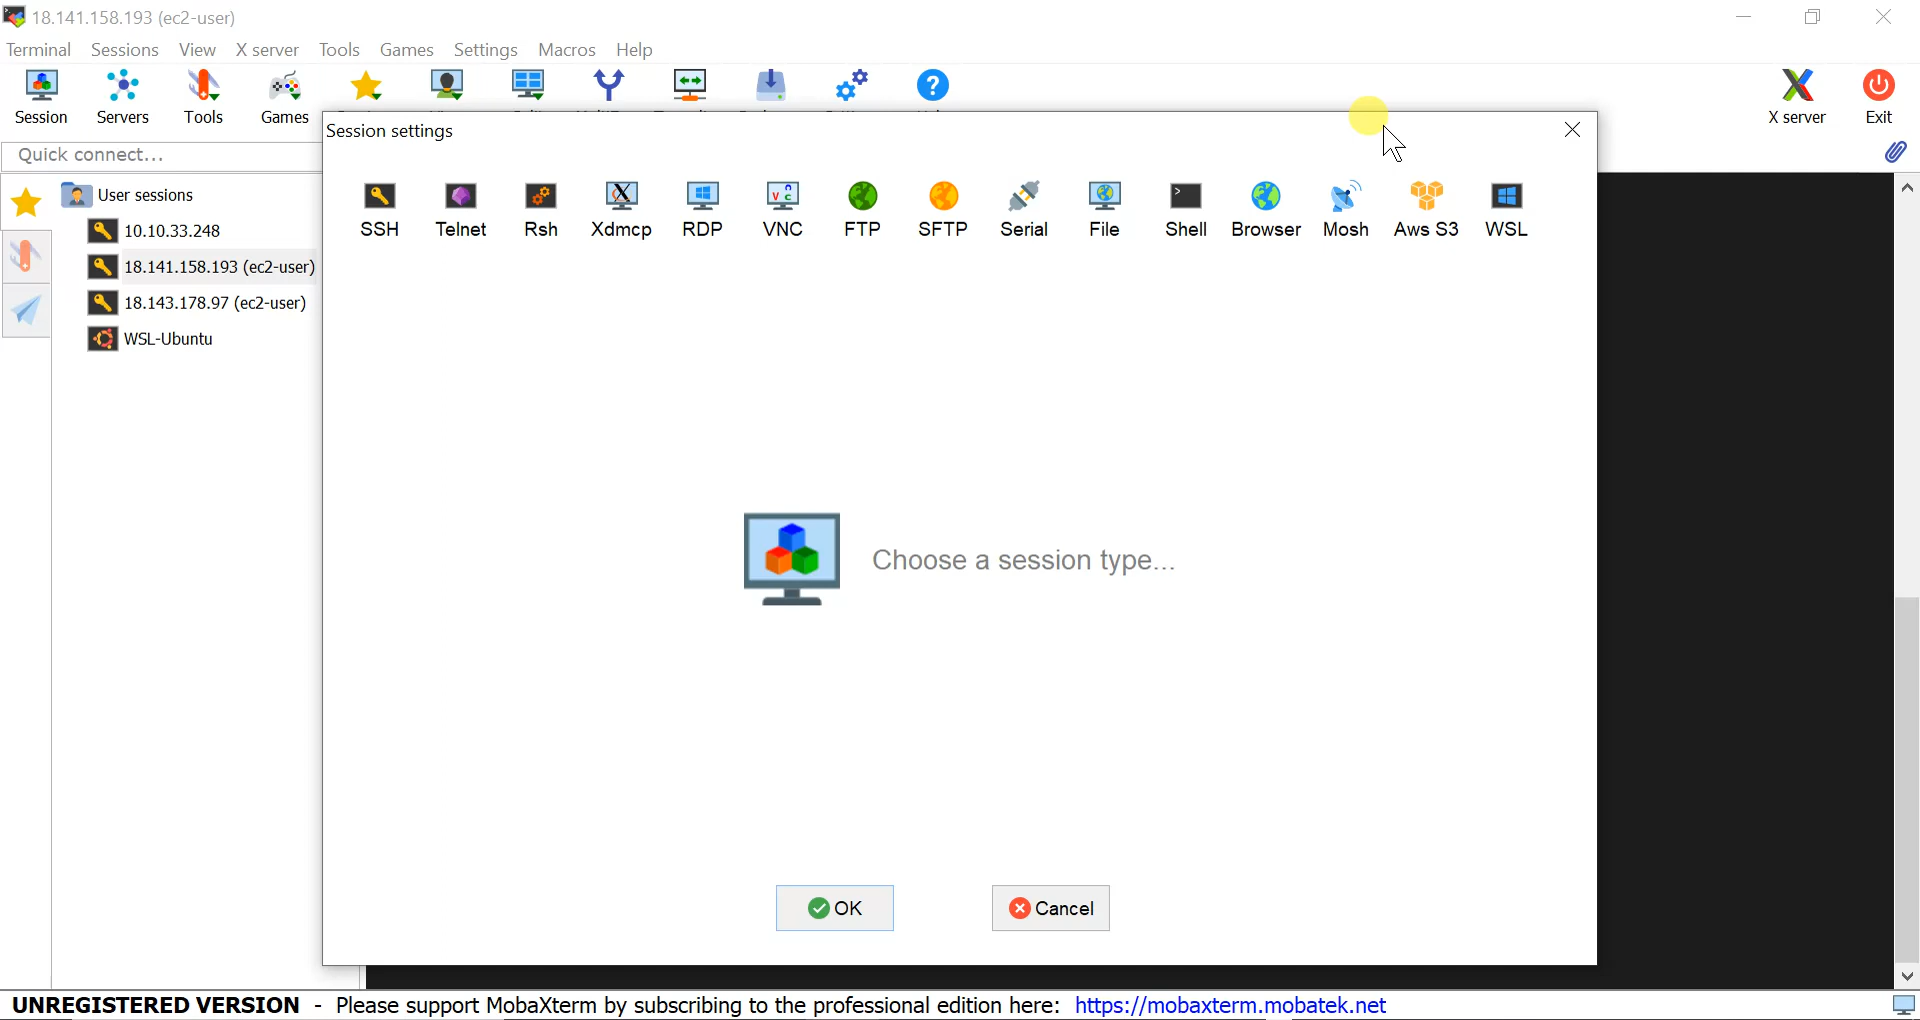 18.141.158.193 (ec2-user)
Terminal Sessions View X server Tools Games Settings Macros Help
Session Servers Tools Games X server Exit
Quick connect...
Session settings
User sessions
10.10.33.248
18.141.158.193 (ec2-user)
18.143.178.97 (ec2-user)
WSL-Ubuntu
SSH Telnet Rsh Xdmcp RDP VNC FTP SFTP Serial File Shell Browser Mosh Aws S3 WSL
Choose a session type...
OK Cancel
UNREGISTERED VERSION - Please support MobaXterm by subscribing to the professional edition here: https://mobaxterm.mobatek.net